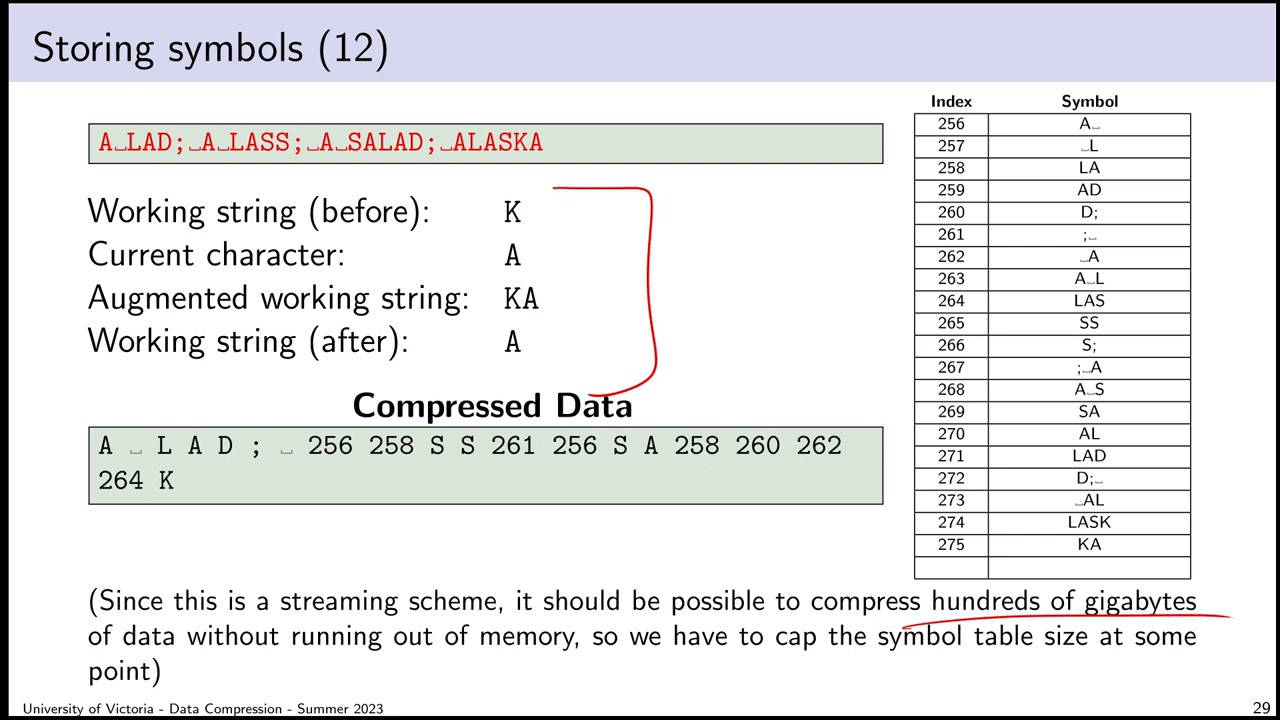 Storing symbols (12)
A␣LAD;␣A␣LASS;␣A␣SALAD;␣ALASKA
Working string (before): K
Current character: A
Augmented working string: KA
Working string (after): A
Compressed Data
A ␣ L A D ; ␣ 256 258 S S 261 256 S A 258 260 262
264 K
Index Symbol
256 A␣
257 ␣L
258 LA
259 AD
260 D;
261 ;␣
262 ␣A
263 A␣L
264 LAS
265 SS
266 S;
267 ;␣A
268 A␣S
269 SA
270 AL
271 LAD
272 D;␣
273 ␣AL
274 LASK
275 KA
(Since this is a streaming scheme, it should be possible to compress hundreds of gigabytes
of data without running out of memory, so we have to cap the symbol table size at some
point)
University of Victoria - Data Compression - Summer 2023
29